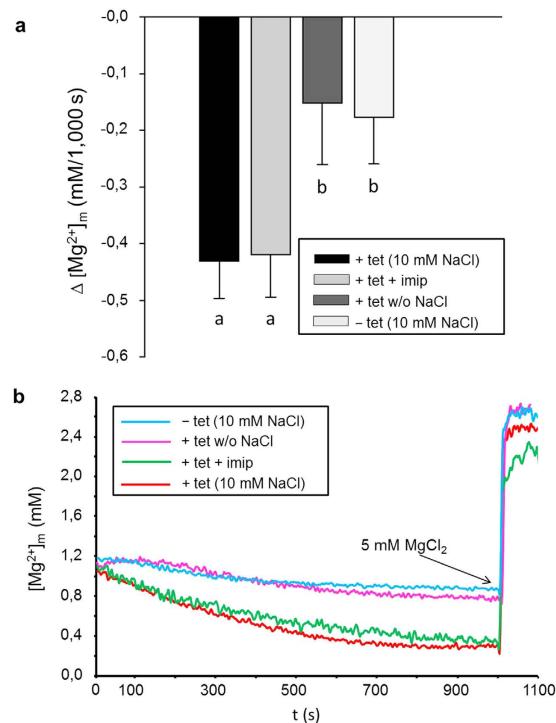 a
-0,0
-0,1
-0,2
-0,3
-0,4
-0,5
-0,6
Δ [Mg²⁺]ₘ (mM/1,000 s)
a
a
b
b
+ tet (10 mM NaCl)
+ tet + imip
+ tet w/o NaCl
– tet (10 mM NaCl)
b
2,8
2,4
2,0
1,6
1,2
0,8
0,4
0,0
[Mg²⁺]ₘ (mM)
– tet (10 mM NaCl)
+ tet w/o NaCl
+ tet + imip
+ tet (10 mM NaCl)
5 mM MgCl₂
0 100 300 500 700 900 1100
t (s)